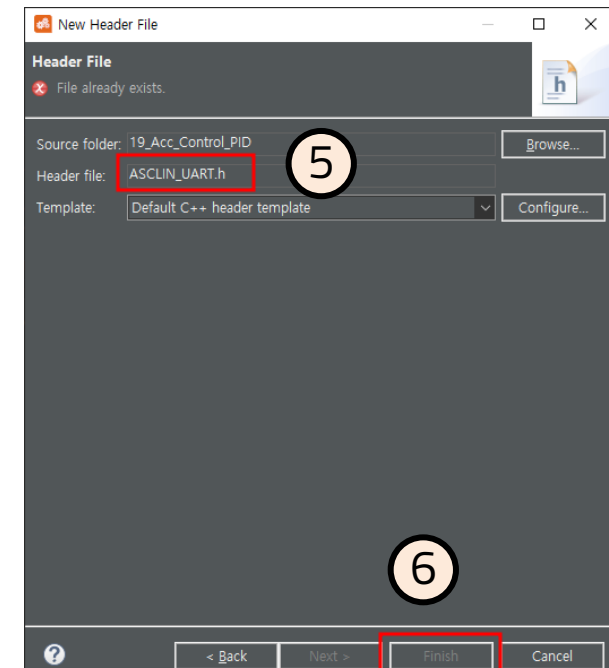 New Header File
Header File
File already exists.
h
Source folder: 19_Acc_Control_PID Browse...
5
Header file: ASCLIN_UART.h
Template: Default C++ header template Configure...
6
? < Back Next > Finish Cancel